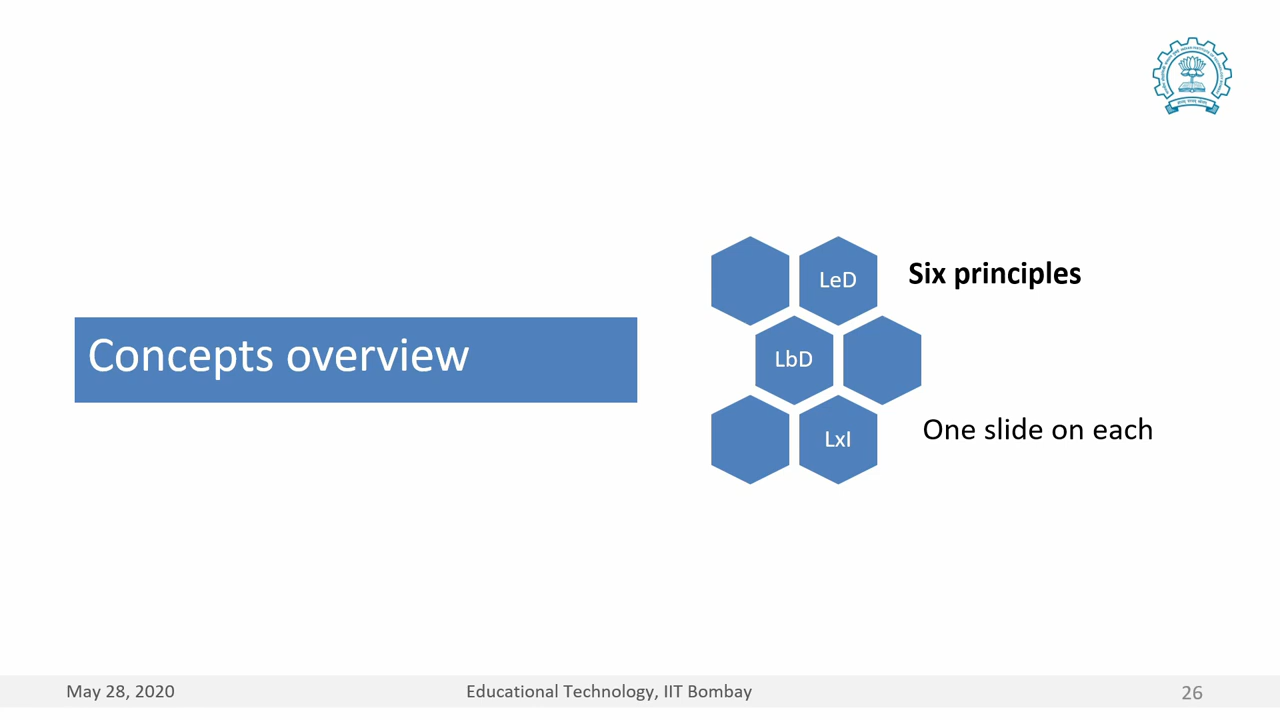 LeD
Six principles
Concepts overview
LbD
One slide on each
LxI
May 28, 2020
Educational Technology, IIT Bombay
26